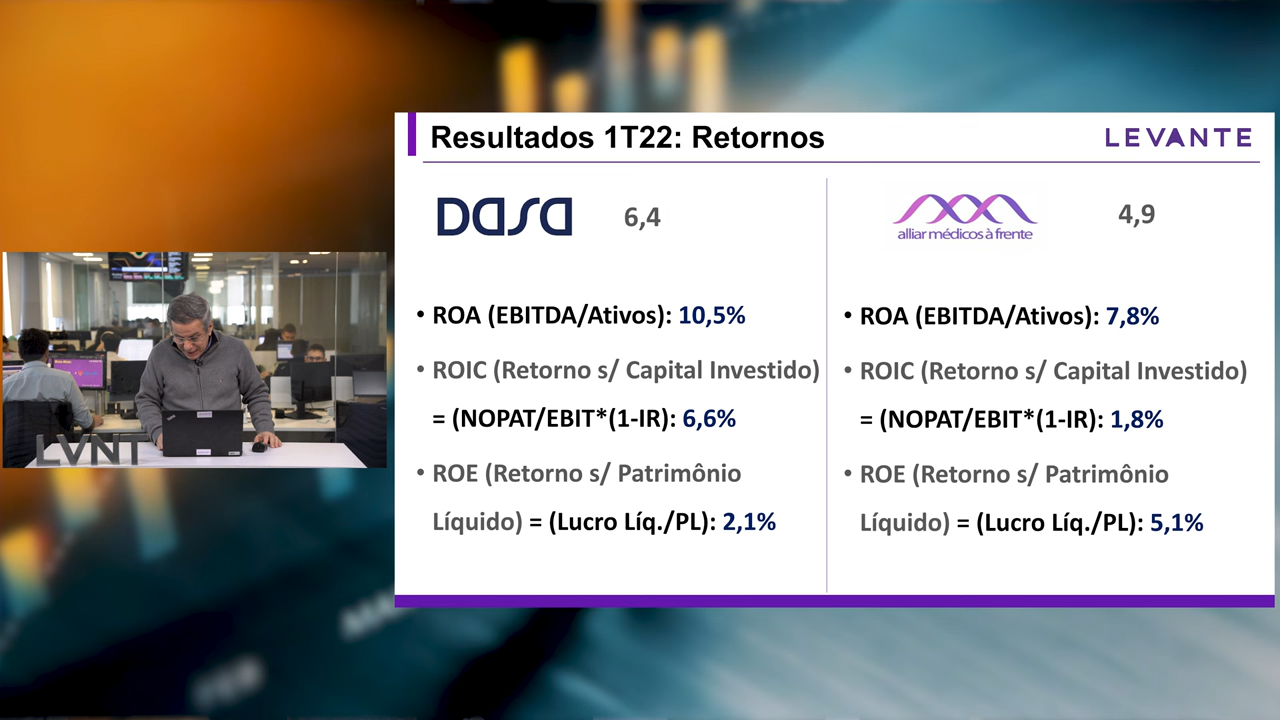 Resultados 1T22: Retornos
LEVANTE
DASA
6,4
• ROA (EBITDA/Ativos): 10,5%
• ROIC (Retorno s/ Capital Investido)
= (NOPAT/EBIT*(1-IR): 6,6%
• ROE (Retorno s/ Patrimônio
Líquido) = (Lucro Líq./PL): 2,1%
alliar médicos à frente
4,9
• ROA (EBITDA/Ativos): 7,8%
• ROIC (Retorno s/ Capital Investido)
= (NOPAT/EBIT*(1-IR): 1,8%
• ROE (Retorno s/ Patrimônio
Líquido) = (Lucro Líq./PL): 5,1%
LVNT